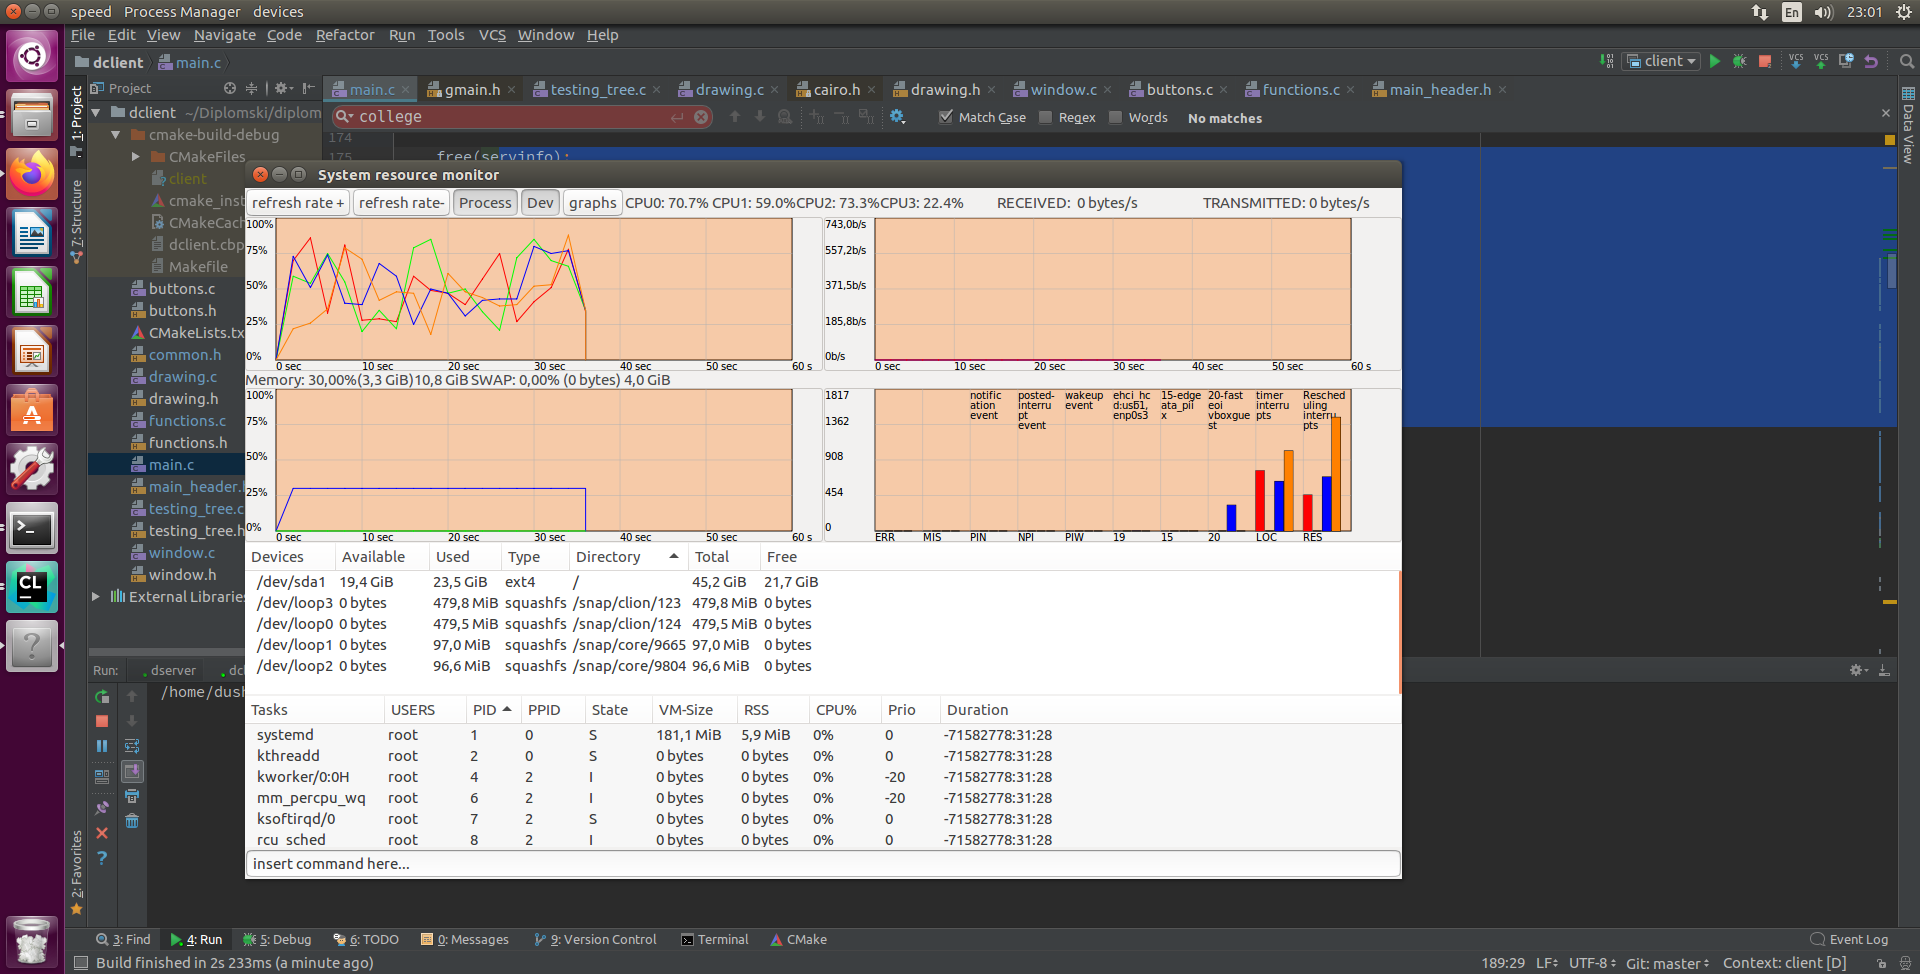 speed Process Manager devices
En 23:01
File Edit View Navigate Code Refactor Run Tools VCS Window Help
dclient main.c
client
Project
main.c gmain.h testing_tree.c drawing.c cairo.h drawing.h window.c buttons.c functions.c main_header.h
college
Match Case Regex Words No matches
1: Project
7: Structure
2: Favorites
Data View
dclient ~/Diplomski/diplom
cmake-build-debug
CMakeFiles
client
cmake_inst
CMakeCach
dclient.cbp
Makefile
buttons.c
buttons.h
CMakeLists.tx
common.h
drawing.c
drawing.h
functions.c
functions.h
main.c
main_header.
testing_tree.c
testing_tree.h
window.c
window.h
External Libraries
174
175 free(servinfo);
System resource monitor
refresh rate + refresh rate- Process Dev graphs CPU0: 70.7% CPU1: 59.0%CPU2: 73.3%CPU3: 22.4% RECEIVED: 0 bytes/s TRANSMITTED: 0 bytes/s
100%
75%
50%
25%
0%
0 sec 10 sec 20 sec 30 sec 40 sec 50 sec 60 s
743,0b/s
557,2b/s
371,5b/s
185,8b/s
0b/s
0 sec 10 sec 20 sec 30 sec 40 sec 50 sec 60 s
Memory: 30,00%(3,3 GiB)10,8 GiB SWAP: 0,00% (0 bytes) 4,0 GiB
100%
75%
50%
25%
0%
0 sec 10 sec 20 sec 30 sec 40 sec 50 sec 60 s
1817
1362
908
454
0
notific
ation
event
posted-
interru
pt
event
wakeup
event
ehci_hc
d:usb1,
enp0s3
15-edge
ata_pii
x
20-fast
eoi
vboxgue
st
timer
interru
pts
Resched
uling
interru
pts
ERR MIS PIN NPI PIW 19 15 20 LOC RES
Devices Available Used Type Directory Total Free
/dev/sda1 19,4 GiB 23,5 GiB ext4 / 45,2 GiB 21,7 GiB
/dev/loop3 0 bytes 479,8 MiB squashfs /snap/clion/123 479,8 MiB 0 bytes
/dev/loop0 0 bytes 479,5 MiB squashfs /snap/clion/124 479,5 MiB 0 bytes
/dev/loop1 0 bytes 97,0 MiB squashfs /snap/core/9665 97,0 MiB 0 bytes
/dev/loop2 0 bytes 96,6 MiB squashfs /snap/core/9804 96,6 MiB 0 bytes
Tasks USERS PID PPID State VM-Size RSS CPU% Prio Duration
systemd root 1 0 S 181,1 MiB 5,9 MiB 0% 0 -71582778:31:28
kthreadd root 2 0 S 0 bytes 0 bytes 0% 0 -71582778:31:28
kworker/0:0H root 4 2 I 0 bytes 0 bytes 0% -20 -71582778:31:28
mm_percpu_wq root 6 2 I 0 bytes 0 bytes 0% -20 -71582778:31:28
ksoftirqd/0 root 7 2 S 0 bytes 0 bytes 0% 0 -71582778:31:28
rcu_sched root 8 2 I 0 bytes 0 bytes 0% 0 -71582778:31:28
insert command here...
Run: dserver dcl
/home/dush
3: Find 4: Run 5: Debug 6: TODO 0: Messages 9: Version Control Terminal CMake Event Log
Build finished in 2s 233ms (a minute ago) 189:29 LF UTF-8 Git: master Context: client [D]